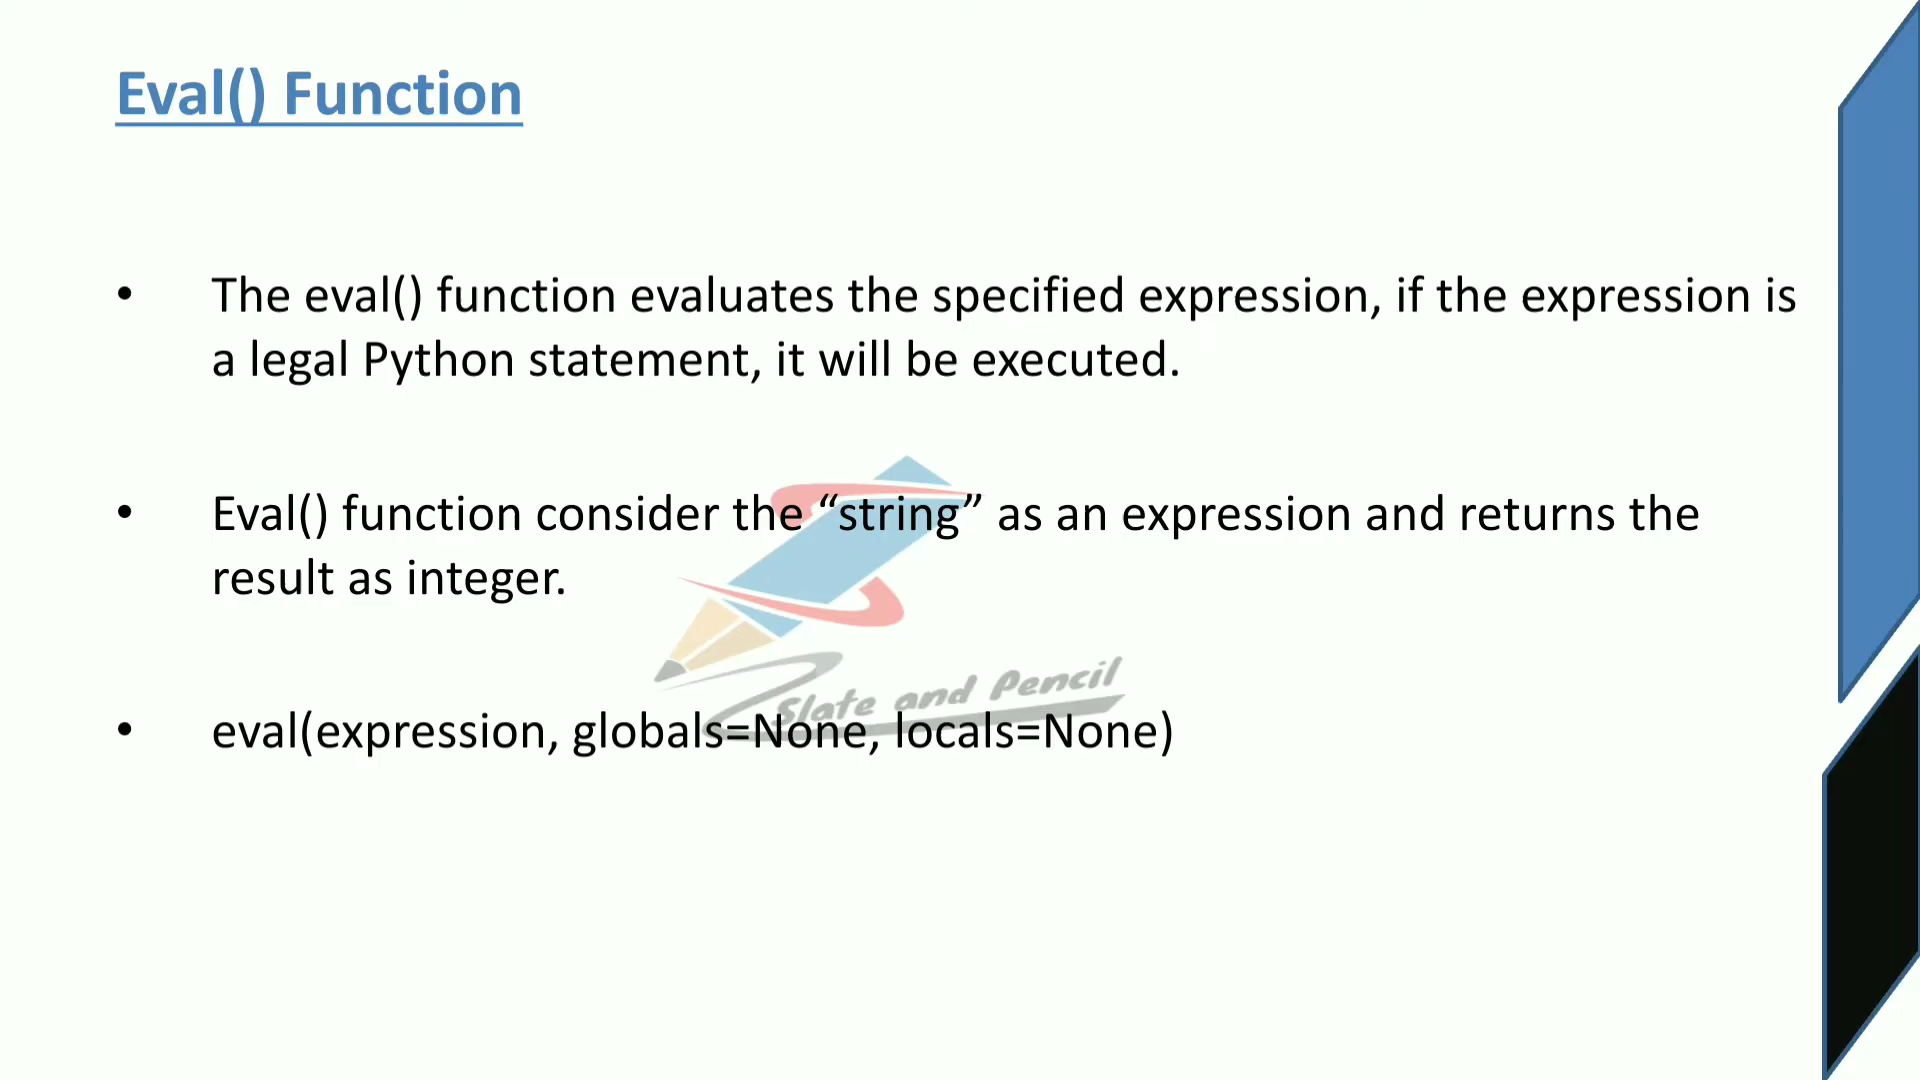 Eval() Function
• The eval() function evaluates the specified expression, if the expression is
a legal Python statement, it will be executed.
• Eval() function consider the “string” as an expression and returns the
result as integer.
Slate and Pencil
• eval(expression, globals=None, locals=None)